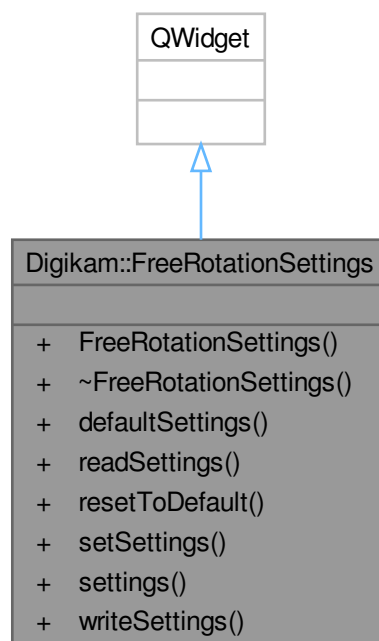 QWidget
Digikam::FreeRotationSettings
+ FreeRotationSettings()
+ ~FreeRotationSettings()
+ defaultSettings()
+ readSettings()
+ resetToDefault()
+ setSettings()
+ settings()
+ writeSettings()